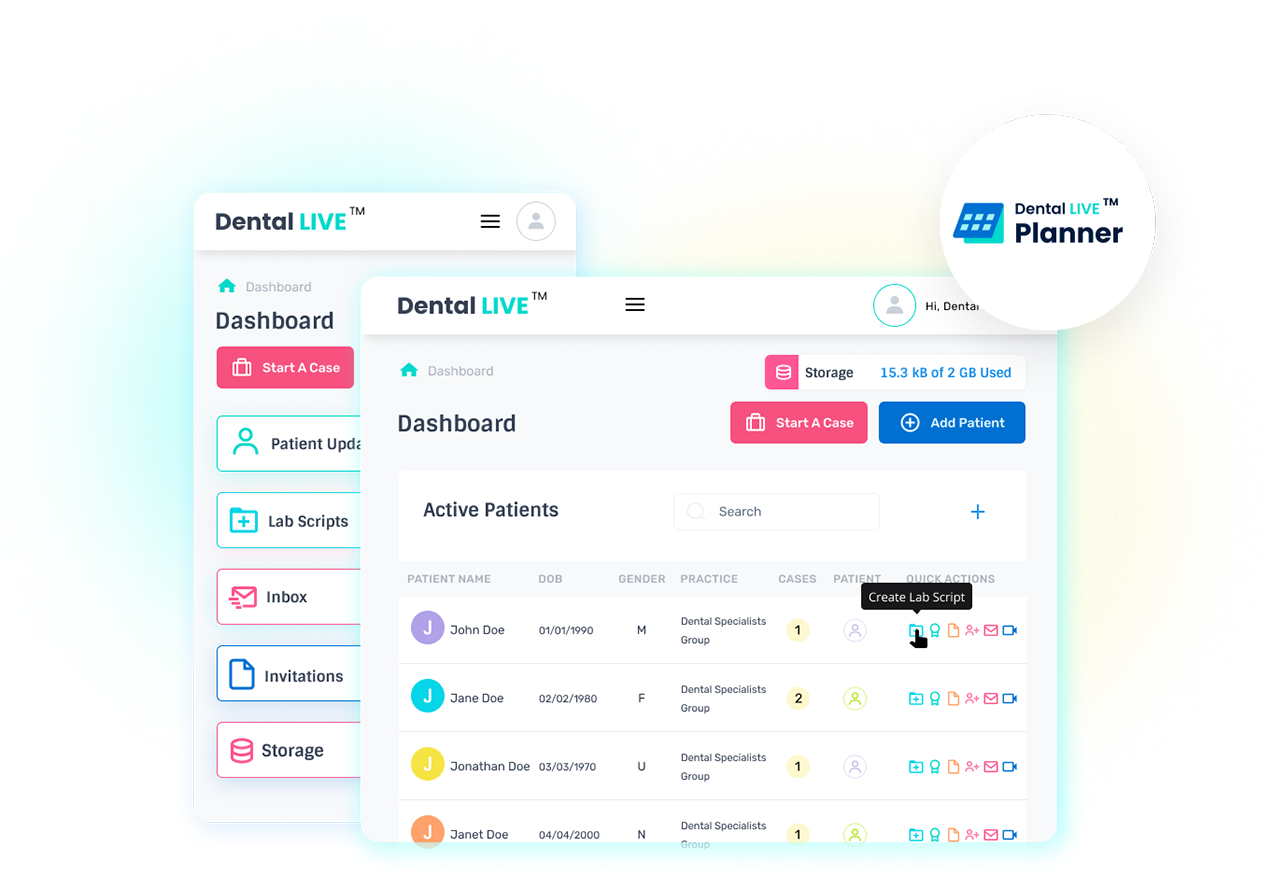 Dental LIVE™
Planner
Dental LIVE™
Dashboard
Dashboard
Start A Case
Patient Upda
Lab Scripts
Inbox
Invitations
Storage
Dental LIVE™
Hi, Dental
Dashboard
Storage 15.3 kB of 2 GB Used
Dashboard
Start A Case
Add Patient
Active Patients
Search
+
PATIENT NAME DOB GENDER PRACTICE CASES PATIENT QUICK ACTIONS
Create Lab Script
J John Doe 01/01/1990 M Dental Specialists
Group 1
J Jane Doe 02/02/1980 F Dental Specialists
Group 2
J Jonathan Doe 03/03/1970 U Dental Specialists
Group 1
J Janet Doe 04/04/2000 N Dental Specialists
Group 1